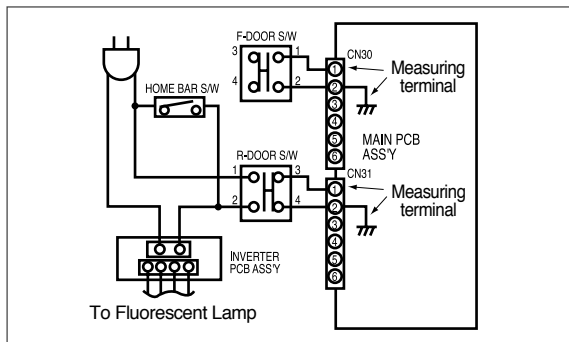 F-DOOR S/W
3 1
4 2
CN30
1
2
3
4
5
6
Measuring
terminal
HOME BAR S/W
MAIN PCB
ASS'Y
R-DOOR S/W
1 3
2 4
CN31
1
2
3
4
5
6
Measuring
terminal
INVERTER
PCB ASS'Y
To Fluorescent Lamp